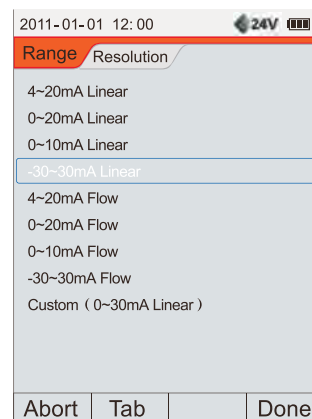 2011-01-01 12:00 24V
Range Resolution
4~20mA Linear
0~20mA Linear
0~10mA Linear
-30~30mA Linear
4~20mA Flow
0~20mA Flow
0~10mA Flow
-30~30mA Flow
Custom ( 0~30mA Linear )
Abort Tab Done